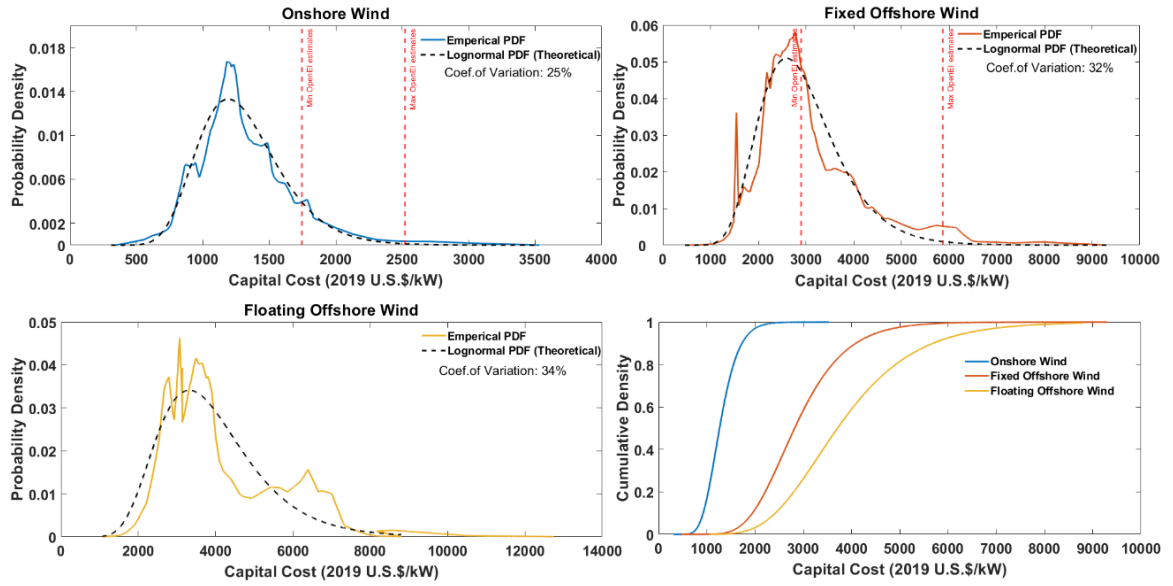 Onshore Wind
Probability Density
0.018
0.014
0.01
0.006
0.002
0
Emperical PDF
Lognormal PDF (Theoretical)
Coef.of Variation: 25%
Min OpenEI estimates
Max OpenEI estimates
0 500 1000 1500 2000 2500 3000 3500 4000
Capital Cost (2019 U.S.$/kW)
Fixed Offshore Wind
Probability Density
0.06
0.05
0.04
0.03
0.02
0.01
0
Emperical PDF
Lognormal PDF (Theoretical)
Coef.of Variation: 32%
Min OpenEI estimates
Max OpenEI estimates
0 1000 2000 3000 4000 5000 6000 7000 8000 9000 10000
Capital Cost (2019 U.S.$/kW)
Floating Offshore Wind
Probability Density
0.05
0.04
0.03
0.02
0.01
0
Emperical PDF
Lognormal PDF (Theoretical)
Coef.of Variation: 34%
0 2000 4000 6000 8000 10000 12000 14000
Capital Cost (2019 U.S.$/kW)
Cumulative Density
1
0.8
0.6
0.4
0.2
0
Onshore Wind
Fixed Offshore Wind
Floating Offshore Wind
0 1000 2000 3000 4000 5000 6000 7000 8000 9000 10000
Capital Cost (2019 U.S.$/kW)